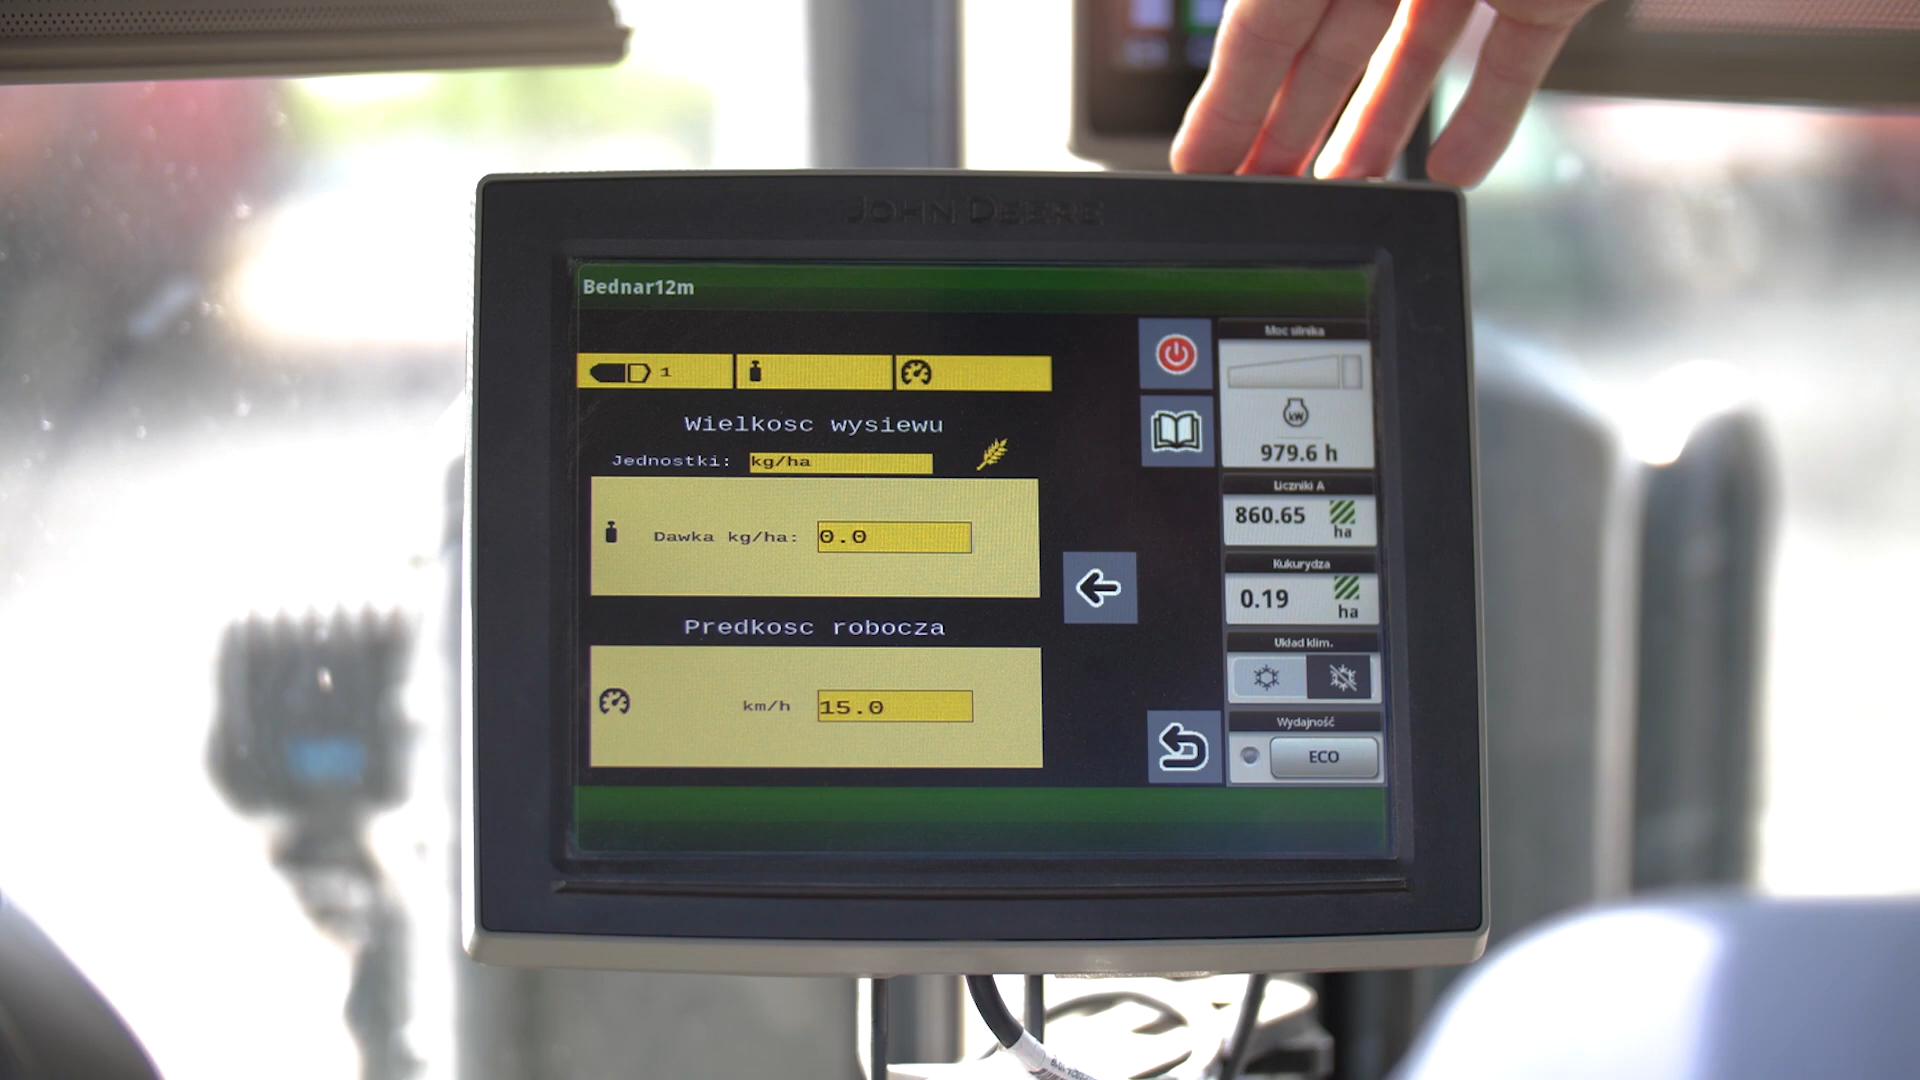 JOHN DEERE
Bednar12m
1
Wielkosc wysiewu
Jednostki: kg/ha
Dawka kg/ha: 0.0
Predkosc robocza
km/h 15.0
Moc silnika
kW
979.6 h
Liczniki A
860.65 ha
Kukurydza
0.19 ha
Układ klim.
Wydajność
ECO